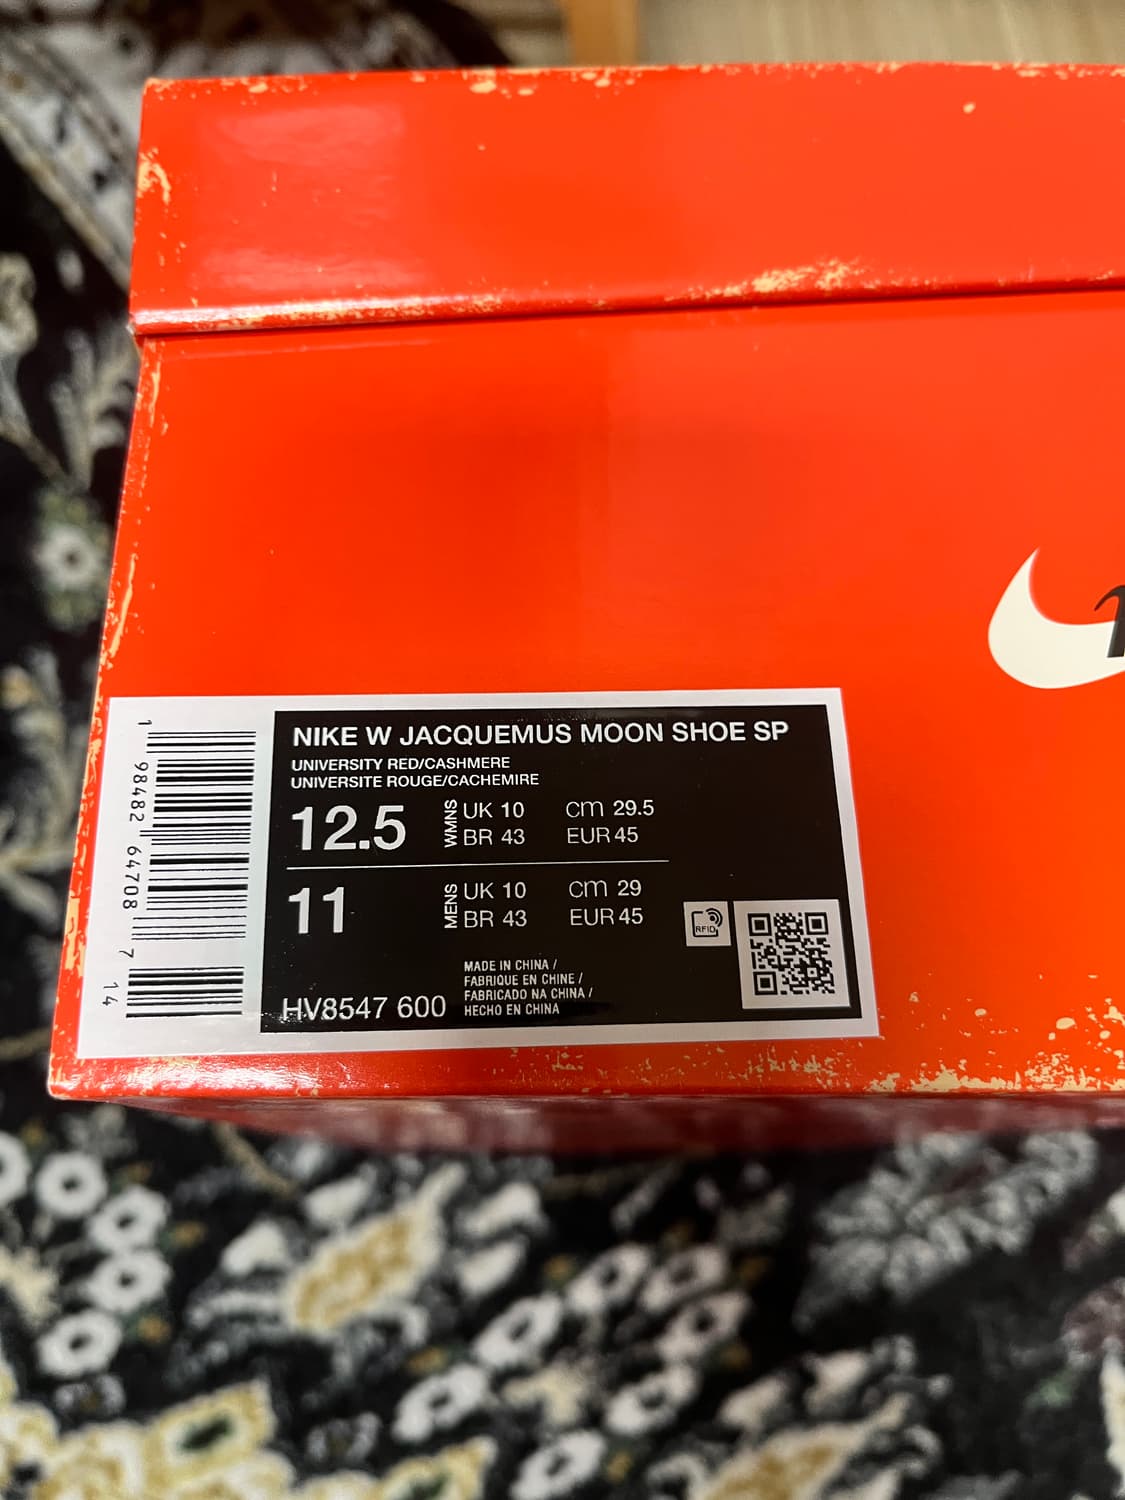 NIKE W JACQUEMUS MOON SHOE SP
UNIVERSITY RED/CASHMERE
UNIVERSITE ROUGE/CACHEMIRE
12.5 WMNS UK 10 cm 29.5
BR 43 EUR 45
11 MENS UK 10 cm 29
BR 43 EUR 45
RFID
MADE IN CHINA /
FABRIQUE EN CHINE /
FABRICADO NA CHINA /
HV8547 600 HECHO EN CHINA
1 98482 64708 7 14